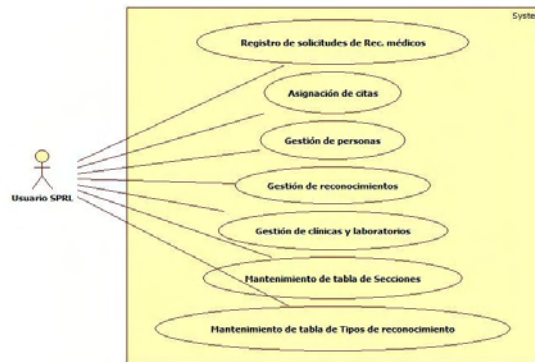 Syste
Registro de solicitudes de Rec. médicos
Asignación de citas
Gestión de personas
Gestión de reconocimientos
Usuario SPRL
Gestión de clínicas y laboratorios
Mantenimiento de tabla de Secciones
Mantenimiento de tabla de Tipos de reconocimiento